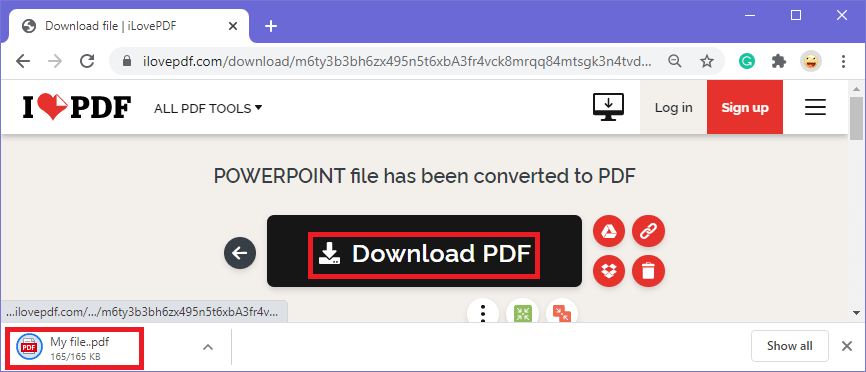 Download file | iLovePDF
ilovepdf.com/download/m6ty3b3bh6zx495n5t6xbA3fr4vck8mrqq84mtsgk3n4tvd...
I PDF
ALL PDF TOOLS
Log in
Sign up
POWERPOINT file has been converted to PDF
Download PDF
...ilovepdf.com/.../m6ty3b3bh6zx495n5t6xbA3fr4v...
PDF
My file..pdf
165/165 KB
Show all